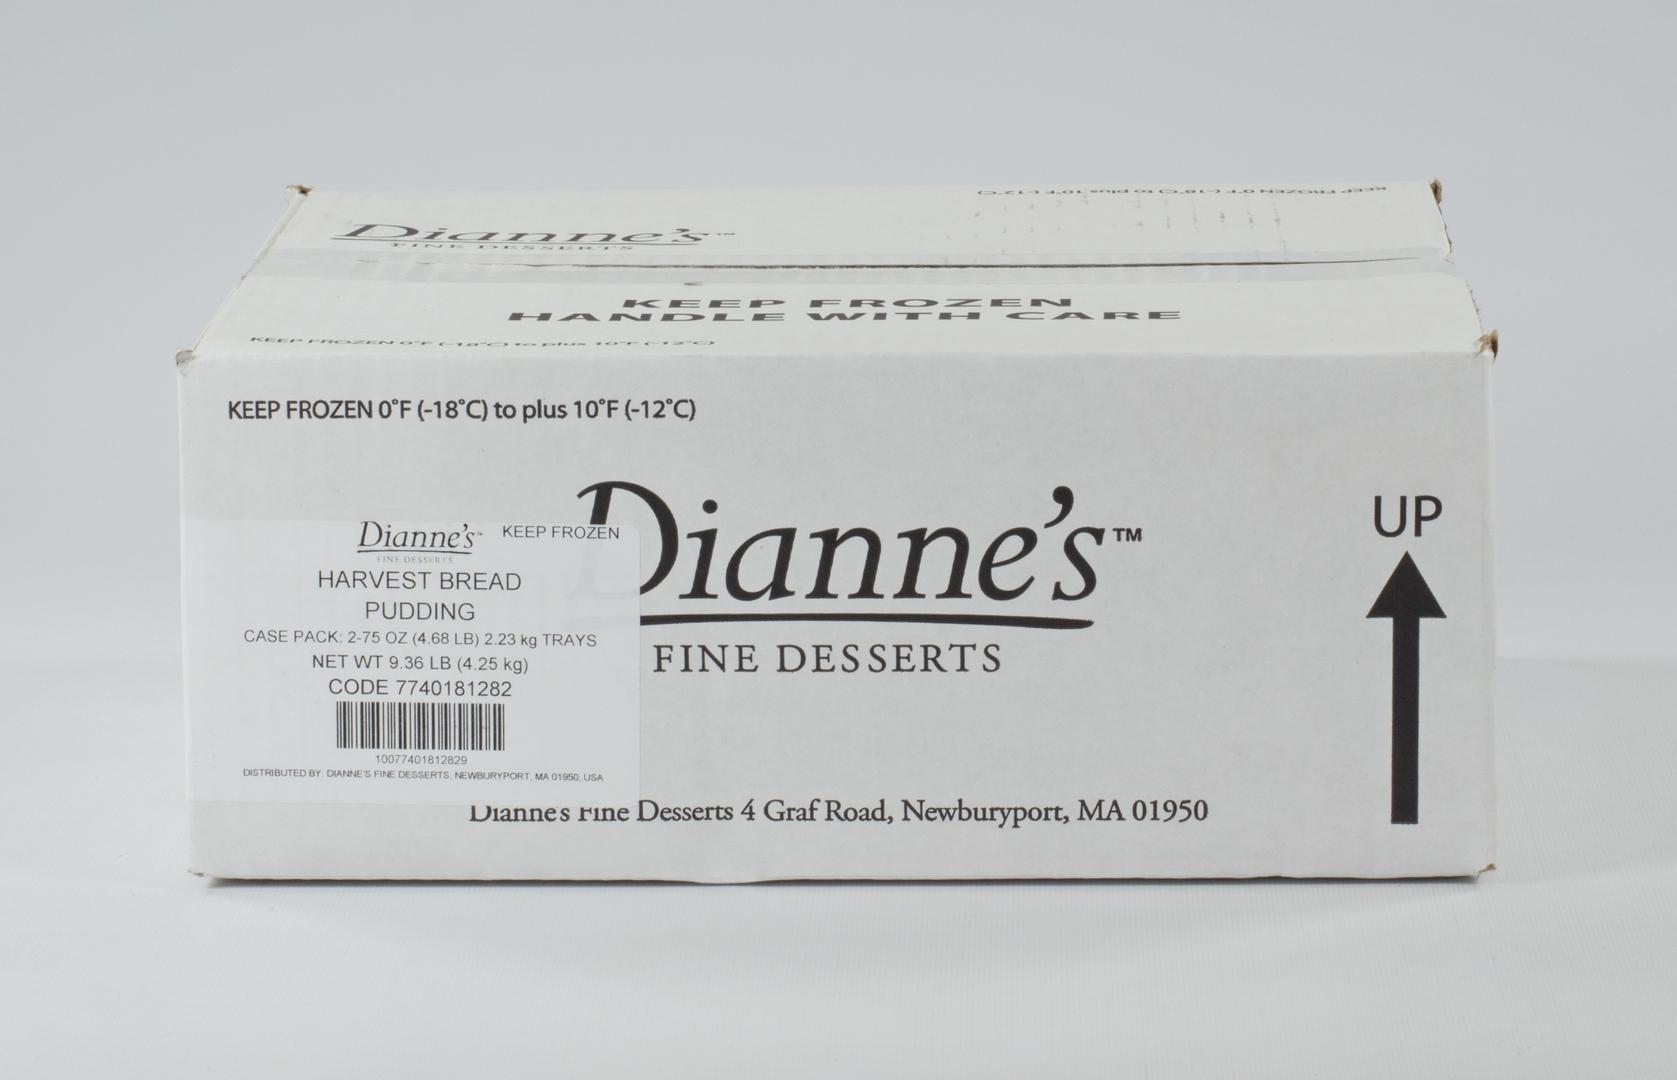 KEEP FROZEN 0°F (-18°C) to plus 10°F (-12°C)
Dianne's™
FINE DESSERTS
KEEP FROZEN
HANDLE WITH CARE
KEEP FROZEN 0°F (-18°C) to plus 10°F (-12°C)
KEEP FROZEN 0°F (-18°C) to plus 10°F (-12°C)
Dianne's™
FINE DESSERTS
UP
Dianne's™ KEEP FROZEN
FINE DESSERTS
HARVEST BREAD
PUDDING
CASE PACK: 2-75 OZ (4.68 LB) 2.23 kg TRAYS
NET WT 9.36 LB (4.25 kg)
CODE 7740181282
10077401812829
DISTRIBUTED BY: DIANNE'S FINE DESSERTS, NEWBURYPORT, MA 01950, USA
Dianne's Fine Desserts 4 Graf Road, Newburyport, MA 01950